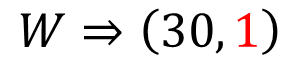 W ⇒ (30, 1)